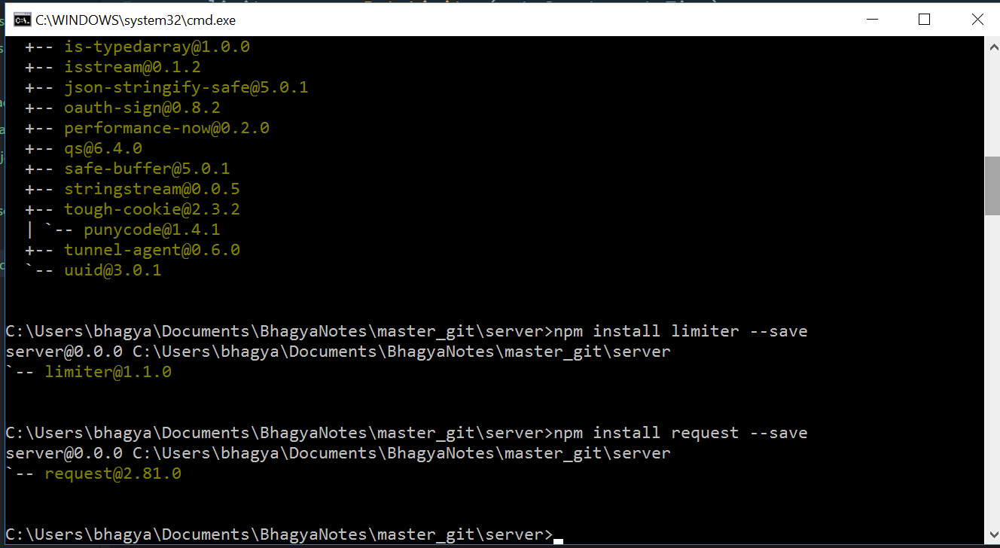 C:\WINDOWS\system32\cmd.exe
+-- is-typedarray@1.0.0
+-- isstream@0.1.2
+-- json-stringify-safe@5.0.1
+-- oauth-sign@0.8.2
+-- performance-now@0.2.0
+-- qs@6.4.0
+-- safe-buffer@5.0.1
+-- stringstream@0.0.5
+-- tough-cookie@2.3.2
| `-- punycode@1.4.1
+-- tunnel-agent@0.6.0
`-- uuid@3.0.1
C:\Users\bhagya\Documents\BhagyaNotes\master_git\server>npm install limiter --save
server@0.0.0 C:\Users\bhagya\Documents\BhagyaNotes\master_git\server
`-- limiter@1.1.0
C:\Users\bhagya\Documents\BhagyaNotes\master_git\server>npm install request --save
server@0.0.0 C:\Users\bhagya\Documents\BhagyaNotes\master_git\server
`-- request@2.81.0
C:\Users\bhagya\Documents\BhagyaNotes\master_git\server>